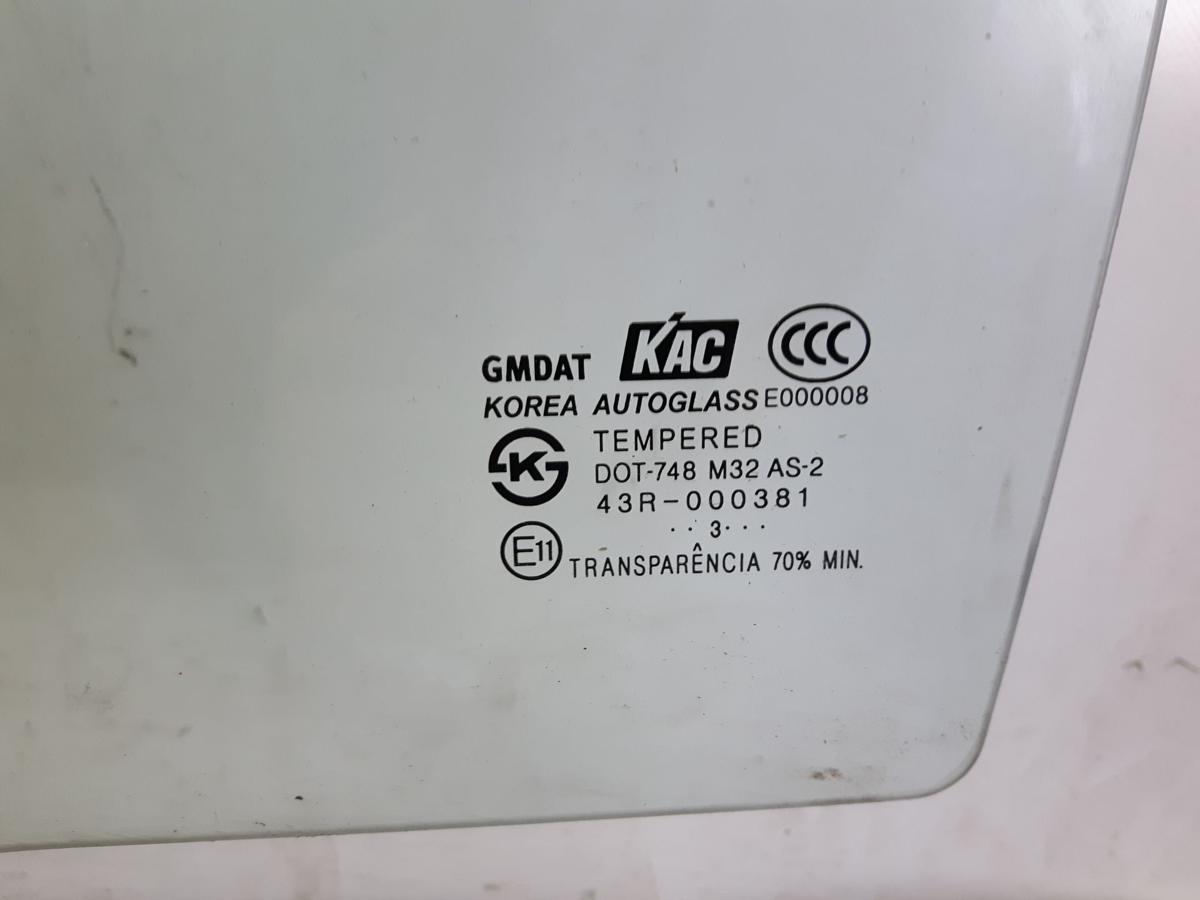 GMDAT KAC CCC
KOREA AUTOGLASS E000008
K
TEMPERED
DOT-748 M32 AS-2
43R-000381
· · 3 · · ·
E11 TRANSPARÊNCIA 70% MIN.